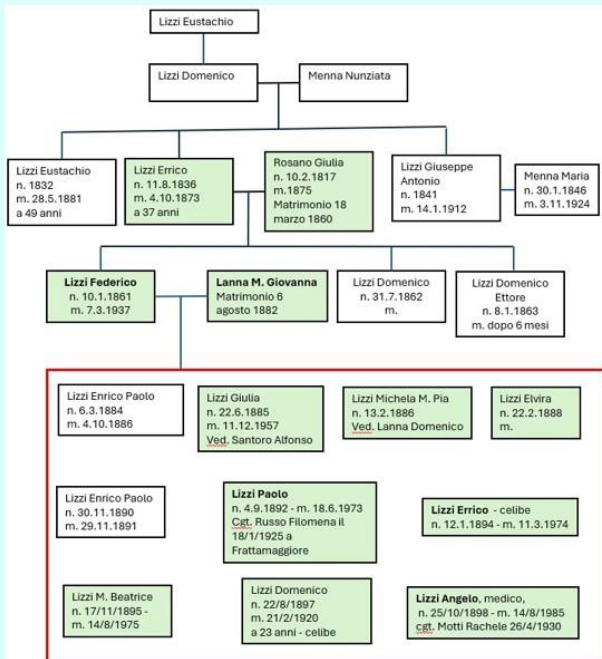 Lizzi Eustachio
Lizzi Domenico
Menna Nunziata
Lizzi Eustachio
n. 1832
m. 28.5.1881
a 49 anni
Lizzi Errico
n. 11.8.1836
m. 4.10.1873
a 37 anni
Rosano Giulia
n. 10.2.1817
m.1875
Matrimonio 18
marzo 1860
Lizzi Giuseppe
Antonio
n. 1841
m. 14.1.1912
Menna Maria
n. 30.1.1846
m. 3.11.1924
Lizzi Federico
n. 10.1.1861
m. 7.3.1937
Lanna M. Giovanna
Matrimonio 6
agosto 1882
Lizzi Domenico
n. 31.7.1862
m.
Lizzi Domenico
Ettore
n. 8.1.1863
m. dopo 6 mesi
Lizzi Enrico Paolo
n. 6.3.1884
m. 4.10.1886
Lizzi Giulia
n. 22.6.1885
m. 11.12.1957
Ved. Santoro Alfonso
Lizzi Michela M. Pia
n. 13.2.1886
Ved. Lanna Domenico
Lizzi Elvira
n. 22.2.1888
m.
Lizzi Enrico Paolo
n. 30.11.1890
m. 29.11.1891
Lizzi Paolo
n. 4.9.1892 - m. 18.6.1973
Cgt. Russo Filomena il
18/1/1925 a
Frattamaggiore
Lizzi Errico - celibe
n. 12.1.1894 - m. 11.3.1974
Lizzi M. Beatrice
n. 17/11/1895 -
m. 14/8/1975
Lizzi Domenico
n. 22/8/1897
m. 21/2/1920
a 23 anni - celibe
Lizzi Angelo, medico,
n. 25/10/1898 - m. 14/8/1985
cgt. Motti Rachele 26/4/1930